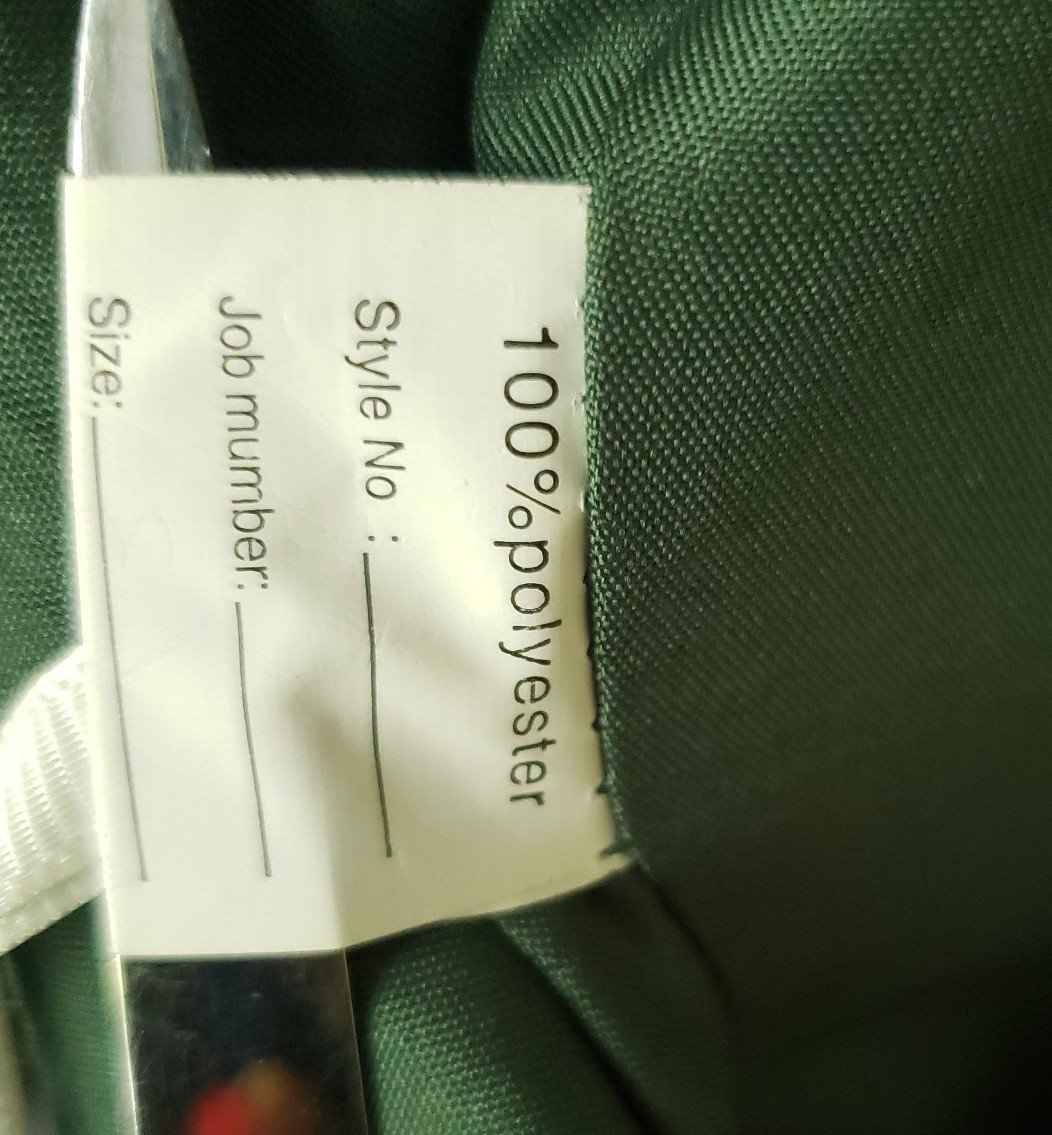 100%polyester
Style No :
Job mumber:
Size: